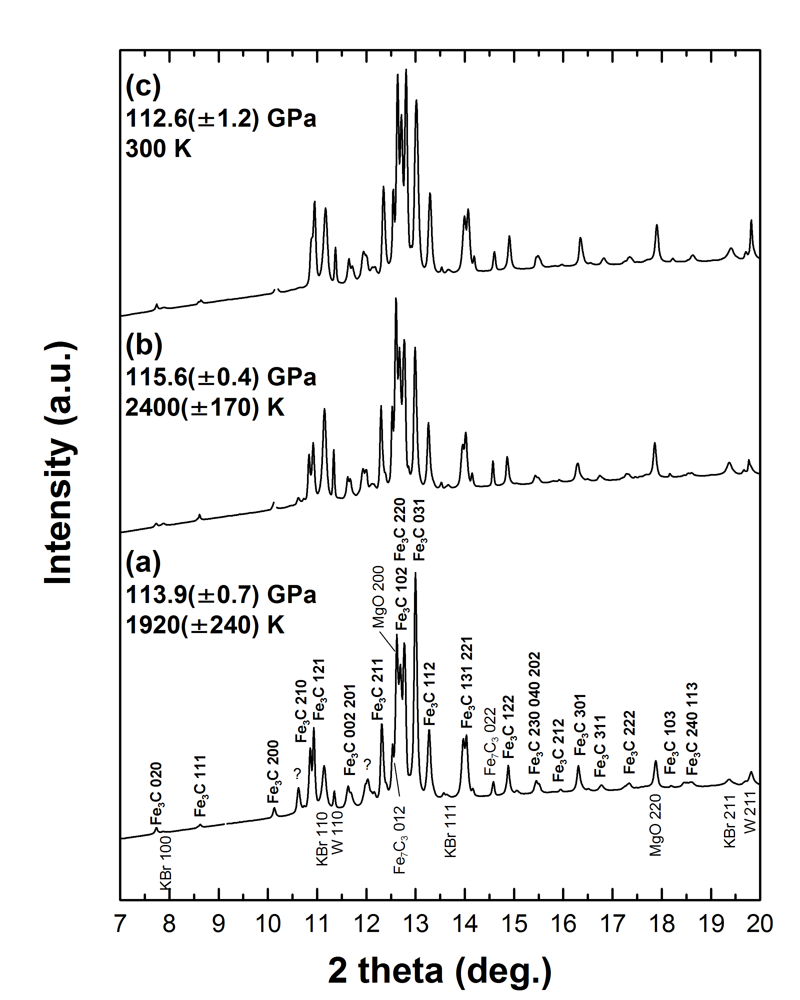 (c)
112.6(±1.2) GPa
300 K
(b)
115.6(±0.4) GPa
2400(±170) K
(a)
113.9(±0.7) GPa
1920(±240) K
Intensity (a.u.)
Fe₃C 020
KBr 100
Fe₃C 111
Fe₃C 200
?
Fe₃C 210
Fe₃C 121
KBr 110
W 110
Fe₃C 002 201
?
Fe₃C 211
MgO 200
Fe₇C₃ 012
Fe₃C 102 Fe₃C 220
Fe₃C 031
Fe₃C 112
KBr 111
Fe₃C 131 221
Fe₇C₃ 022
Fe₃C 122
Fe₃C 230 040 202
Fe₃C 212
Fe₃C 301
Fe₃C 311
Fe₃C 222
MgO 220
Fe₃C 103
Fe₃C 240 113
KBr 211
W 211
7 8 9 10 11 12 13 14 15 16 17 18 19 20
2 theta (deg.)